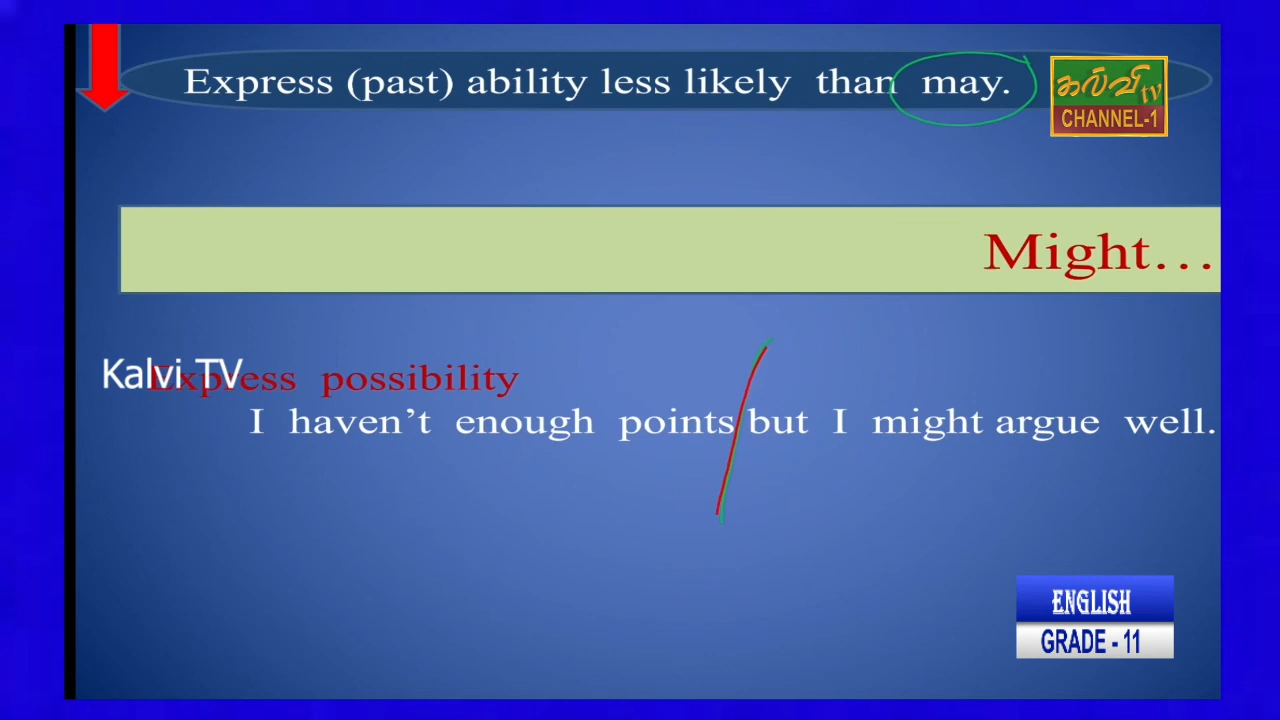 Express (past) ability less likely than may.
கல்வி tv
CHANNEL-1
Might...
Kalvi TV
Express possibility
I haven't enough points but I might argue well.
ENGLISH
GRADE - 11